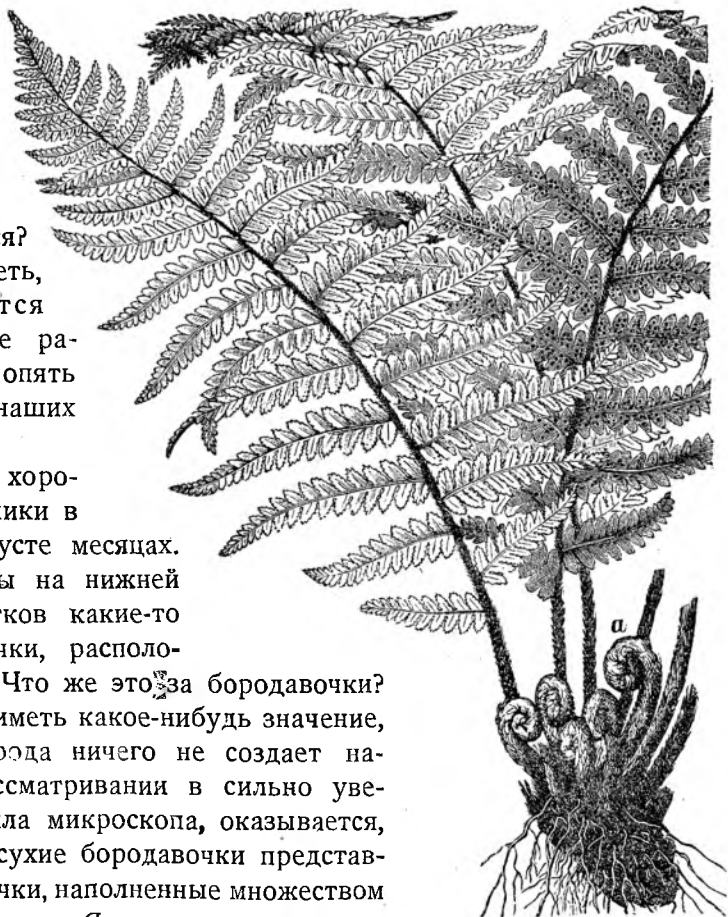 ся?
еть,
тся
е ра-
опять
наших
хоро-
ики в
усте месяцах.
ы на нижней
тков какие-то
чки, располо-
Что же это за бородавочки?
иметь какое-нибудь значение,
рода ничего не создает на-
ссматривании в сильно уве-
ла микроскопа, оказывается,
сухие бородавочки представ-
чки, наполненные множеством
a